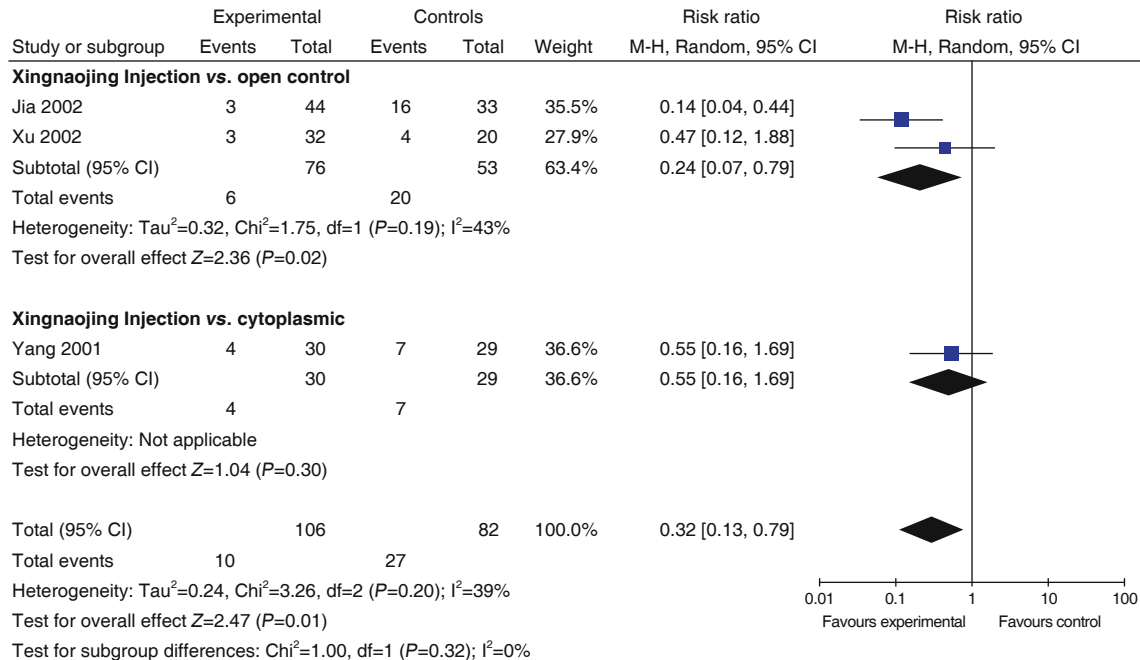 Experimental Controls Risk ratio Risk ratio
Study or subgroup Events Total Events Total Weight M-H, Random, 95% CI M-H, Random, 95% CI
Xingnaojing Injection vs. open control
Jia 2002 3 44 16 33 35.5% 0.14 [0.04, 0.44]
Xu 2002 3 32 4 20 27.9% 0.47 [0.12, 1.88]
Subtotal (95% CI) 76 53 63.4% 0.24 [0.07, 0.79]
Total events 6 20
Heterogeneity: Tau²=0.32, Chi²=1.75, df=1 (P=0.19); I²=43%
Test for overall effect Z=2.36 (P=0.02)
Xingnaojing Injection vs. cytoplasmic
Yang 2001 4 30 7 29 36.6% 0.55 [0.16, 1.69]
Subtotal (95% CI) 30 29 36.6% 0.55 [0.16, 1.69]
Total events 4 7
Heterogeneity: Not applicable
Test for overall effect Z=1.04 (P=0.30)
Total (95% CI) 106 82 100.0% 0.32 [0.13, 0.79]
Total events 10 27
Heterogeneity: Tau²=0.24, Chi²=3.26, df=2 (P=0.20); I²=39%
Test for overall effect Z=2.47 (P=0.01)
Test for subgroup differences: Chi²=1.00, df=1 (P=0.32); I²=0%
0.01 0.1 1 10 100
Favours experimental Favours control